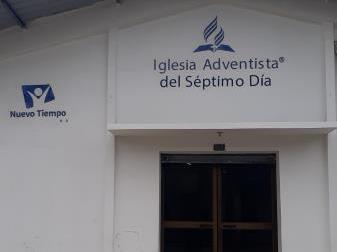 Iglesia Adventista®
del Séptimo Día
Nuevo Tiempo